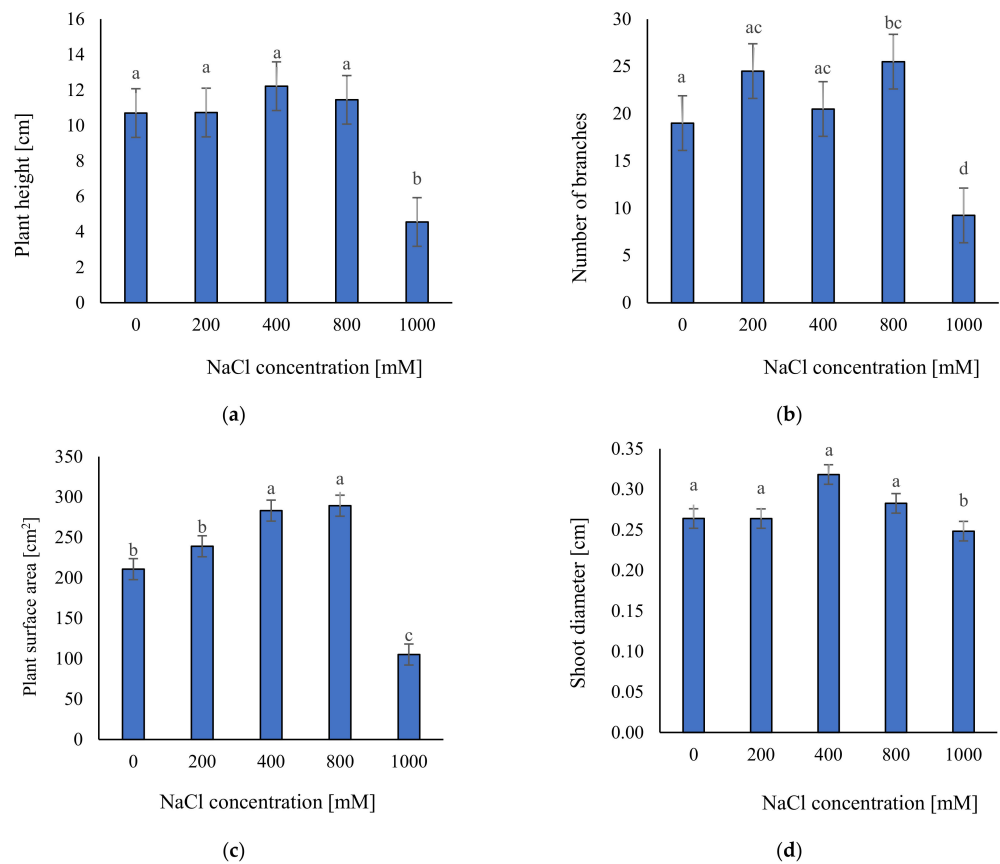 Plant height [cm]
16
14
12
10
8
6
4
2
0
a
a
a
a
b
0 200 400 800 1000
NaCl concentration [mM]
(a)
Number of branches
30
25
20
15
10
5
0
a
ac
ac
bc
d
0 200 400 800 1000
NaCl concentration [mM]
(b)
Plant surface area [cm²]
350
300
250
200
150
100
50
0
b
b
a
a
c
0 200 400 800 1000
NaCl concentration [mM]
(c)
Shoot diameter [cm]
0.35
0.30
0.25
0.20
0.15
0.10
0.05
0.00
a
a
a
a
b
0 200 400 800 1000
NaCl concentration [mM]
(d)